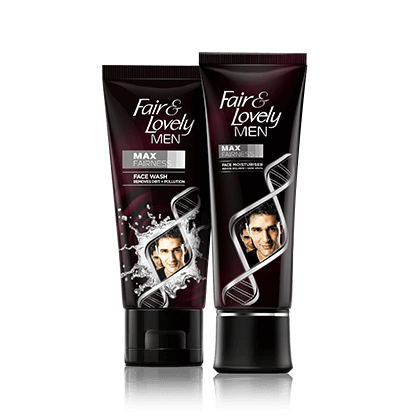 Fair &
Lovely
MEN
MAX
FAIRNESS
FACE WASH
REMOVES DIRT + POLLUTION
Fair &
Lovely
MEN
MAX
FAIRNESS
FACE MOISTURISER